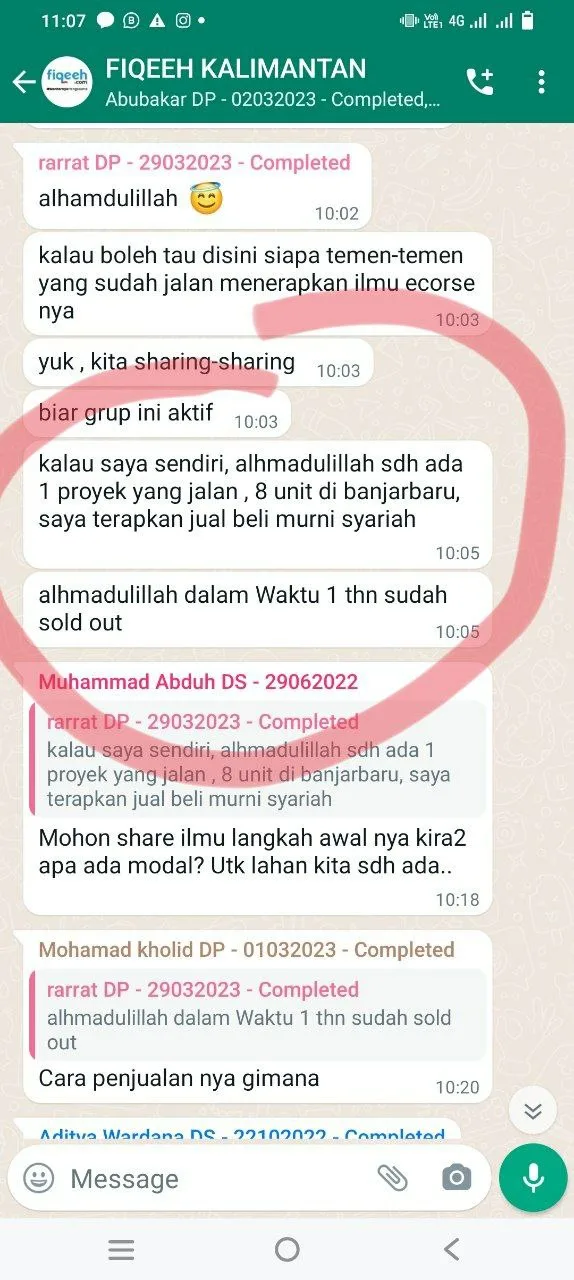 11:07
VoI)
LTE1
4G
fiqeeh
.com
FIQEEH KALIMANTAN
Abubakar DP - 02032023 - Completed,...
rarrat DP - 29032023 - Completed
alhamdulillah 😇
10:02
kalau boleh tau disini siapa temen-temen
yang sudah jalan menerapkan ilmu ecorse
nya
10:03
yuk , kita sharing-sharing 10:03
biar grup ini aktif 10:03
kalau saya sendiri, alhmadulillah sdh ada
1 proyek yang jalan , 8 unit di banjarbaru,
saya terapkan jual beli murni syariah
10:05
alhmadulillah dalam Waktu 1 thn sudah
sold out
10:05
Muhammad Abduh DS - 29062022
rarrat DP - 29032023 - Completed
kalau saya sendiri, alhmadulillah sdh ada 1
proyek yang jalan , 8 unit di banjarbaru, saya
terapkan jual beli murni syariah
Mohon share ilmu langkah awal nya kira2
apa ada modal? Utk lahan kita sdh ada..
10:18
Mohamad kholid DP - 01032023 - Completed
rarrat DP - 29032023 - Completed
alhmadulillah dalam Waktu 1 thn sudah sold
out
Cara penjualan nya gimana
10:20
Aditya Wardana DS - 22102022 - Completed
Message